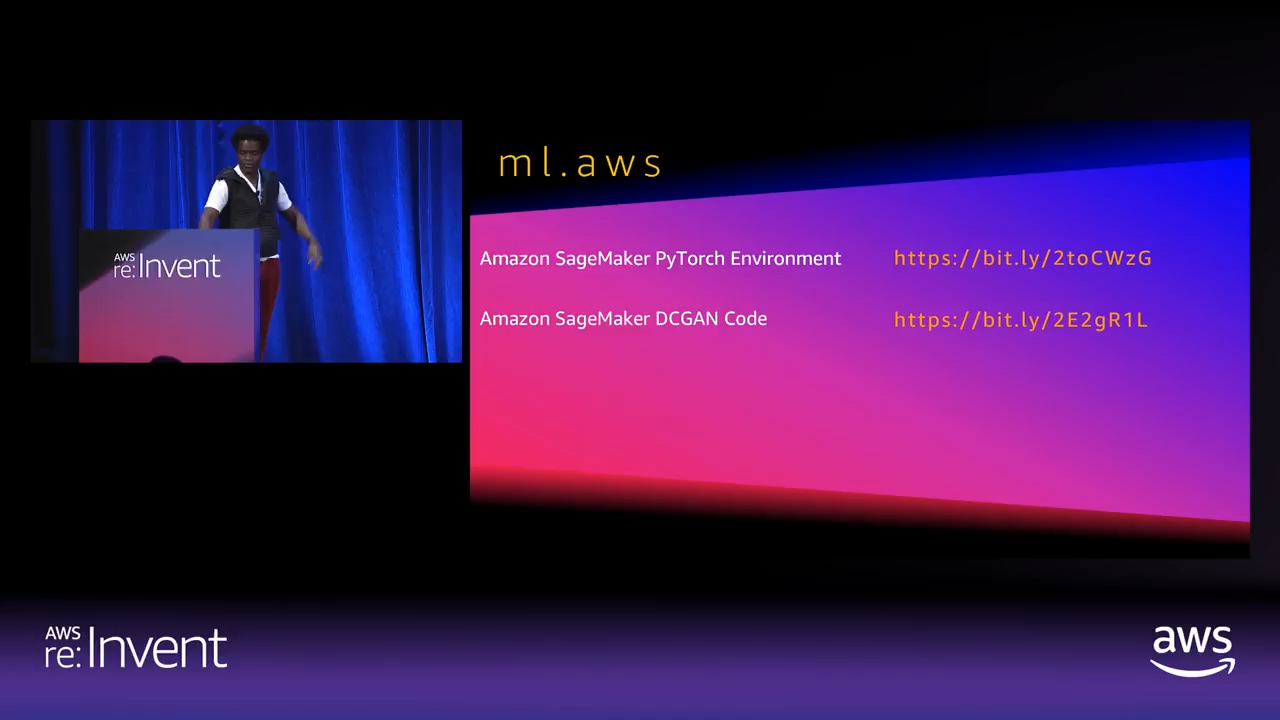 ml.aws
AWS
re:Invent
Amazon SageMaker PyTorch Environment https://bit.ly/2toCWzG
Amazon SageMaker DCGAN Code https://bit.ly/2E2gR1L
AWS
re:Invent
aws